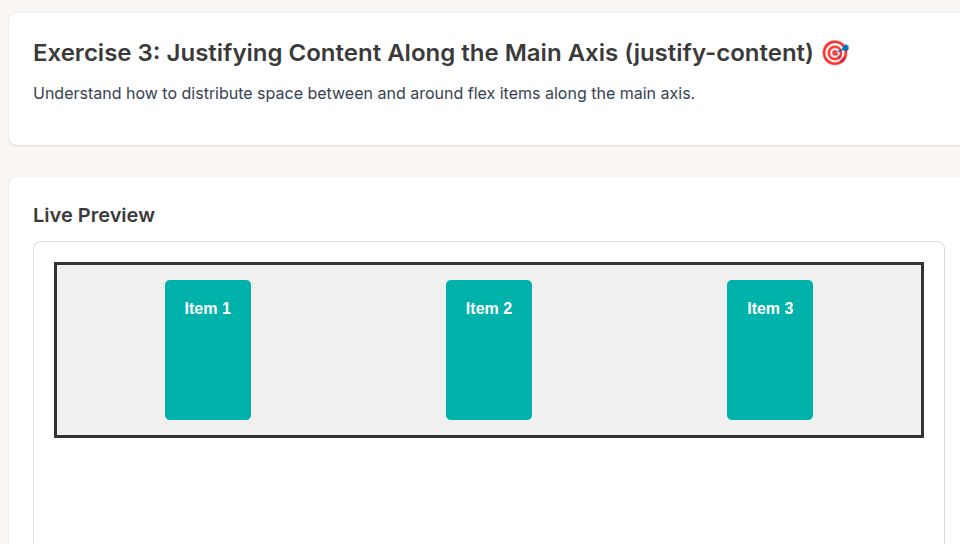 Exercise 3: Justifying Content Along the Main Axis (justify-content) 🎯
Understand how to distribute space between and around flex items along the main axis.
Live Preview
Item 1
Item 2
Item 3